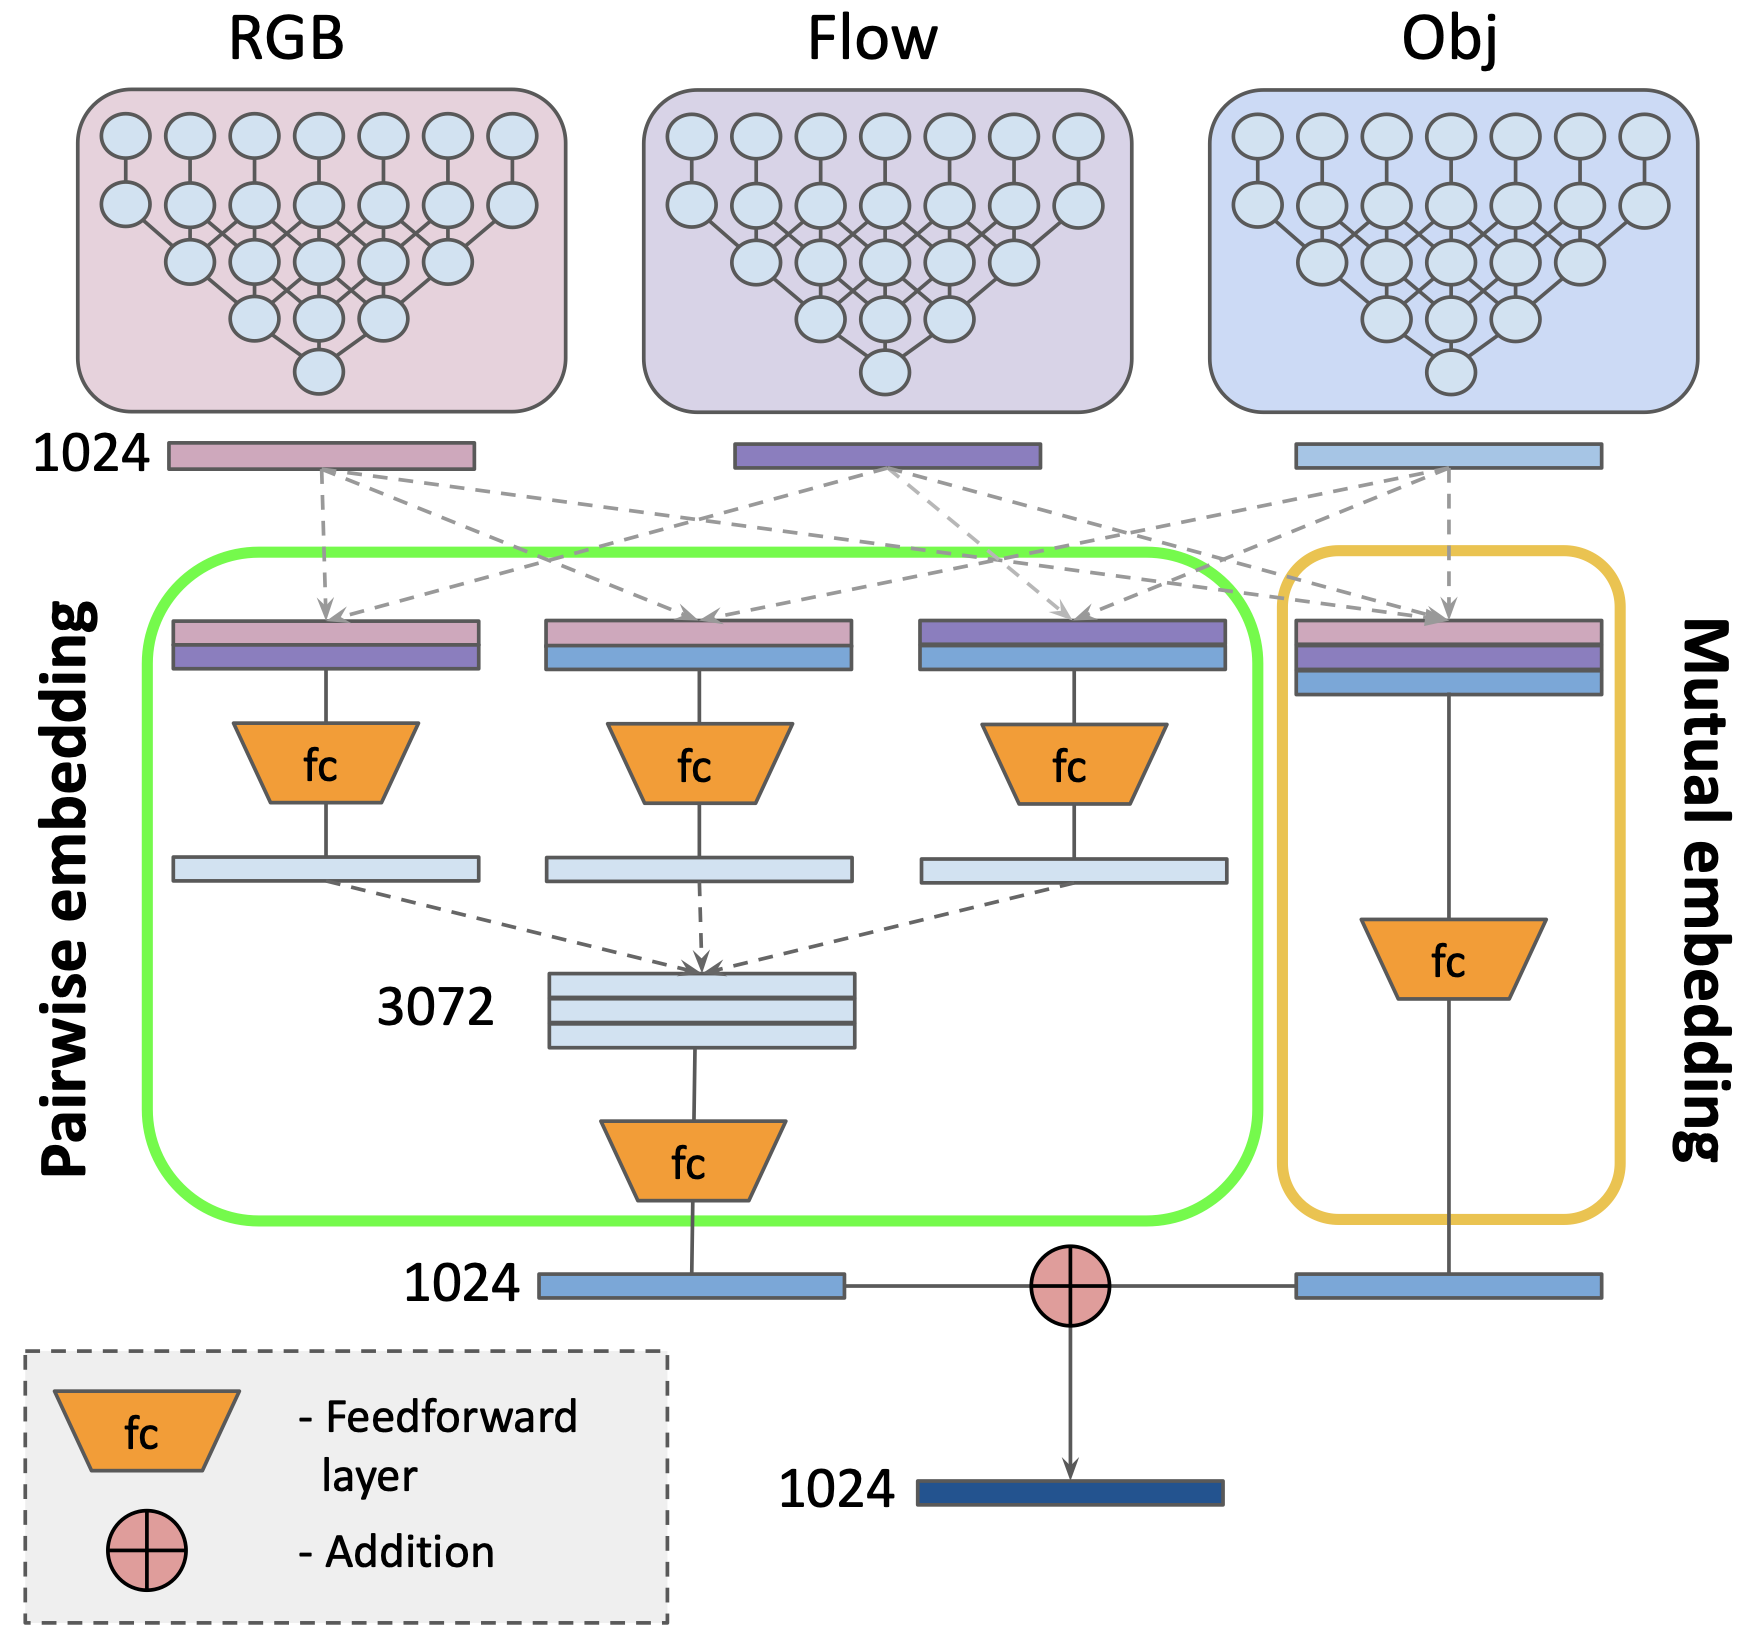 RGB
Flow
Obj
1024
Pairwise embedding
Mutual embedding
fc
fc
fc
fc
3072
fc
1024
fc
- Feedforward
layer
- Addition
1024